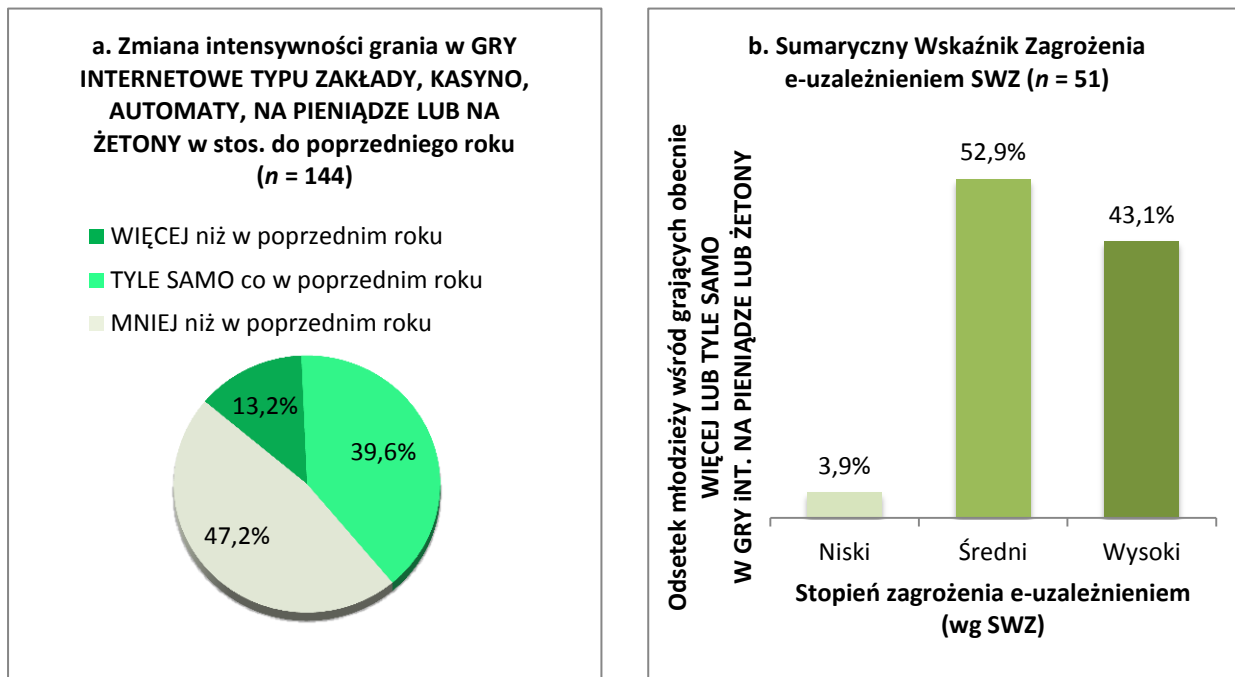 a. Zmiana intensywności grania w GRY
INTERNETOWE TYPU ZAKŁADY, KASYNO,
AUTOMATY, NA PIENIĄDZE LUB NA
ŻETONY w stos. do poprzedniego roku
(n = 144)
WIĘCEJ niż w poprzednim roku
TYLE SAMO co w poprzednim roku
MNIEJ niż w poprzednim roku
13,2%
39,6%
47,2%
b. Sumaryczny Wskaźnik Zagrożenia
e-uzależnieniem SWZ (n = 51)
Odsetek młodzieży wśród grających obecnie
WIĘCEJ LUB TYLE SAMO
W GRY iNT. NA PIENIĄDZE LUB ŻETONY
52,9%
43,1%
3,9%
Niski
Średni
Wysoki
Stopień zagrożenia e-uzależnieniem
(wg SWZ)